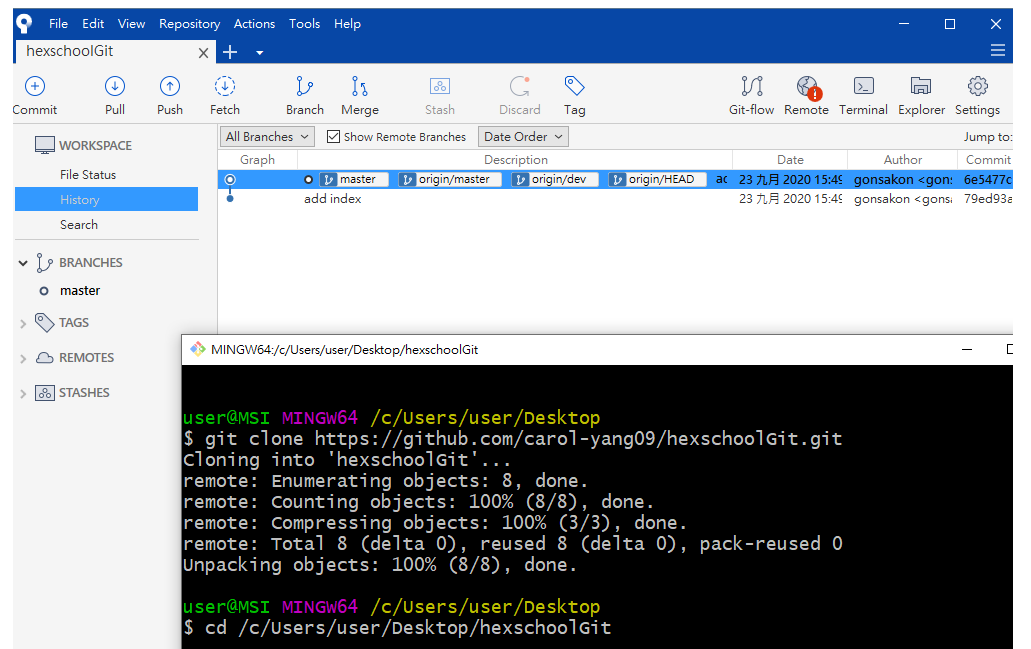 File Edit View Repository Actions Tools Help
hexschoolGit
Commit Pull Push Fetch Branch Merge Stash Discard Tag Git-flow Remote Terminal Explorer Settings
WORKSPACE
File Status
History
Search
BRANCHES
master
TAGS
REMOTES
STASHES
All Branches Show Remote Branches Date Order Jump to:
Graph Description Date Author Commit
master origin/master origin/dev origin/HEAD 23 九月 2020 15:49 gonsakon <gons 6e5477c
add index 23 九月 2020 15:49 gonsakon <gonsa 79ed93a
MINGW64:/c/Users/user/Desktop/hexschoolGit
user@MSI MINGW64 /c/Users/user/Desktop
$ git clone https://github.com/carol-yang09/hexschoolGit.git
Cloning into 'hexschoolGit'...
remote: Enumerating objects: 8, done.
remote: Counting objects: 100% (8/8), done.
remote: Compressing objects: 100% (3/3), done.
remote: Total 8 (delta 0), reused 8 (delta 0), pack-reused 0
Unpacking objects: 100% (8/8), done.
user@MSI MINGW64 /c/Users/user/Desktop
$ cd /c/Users/user/Desktop/hexschoolGit